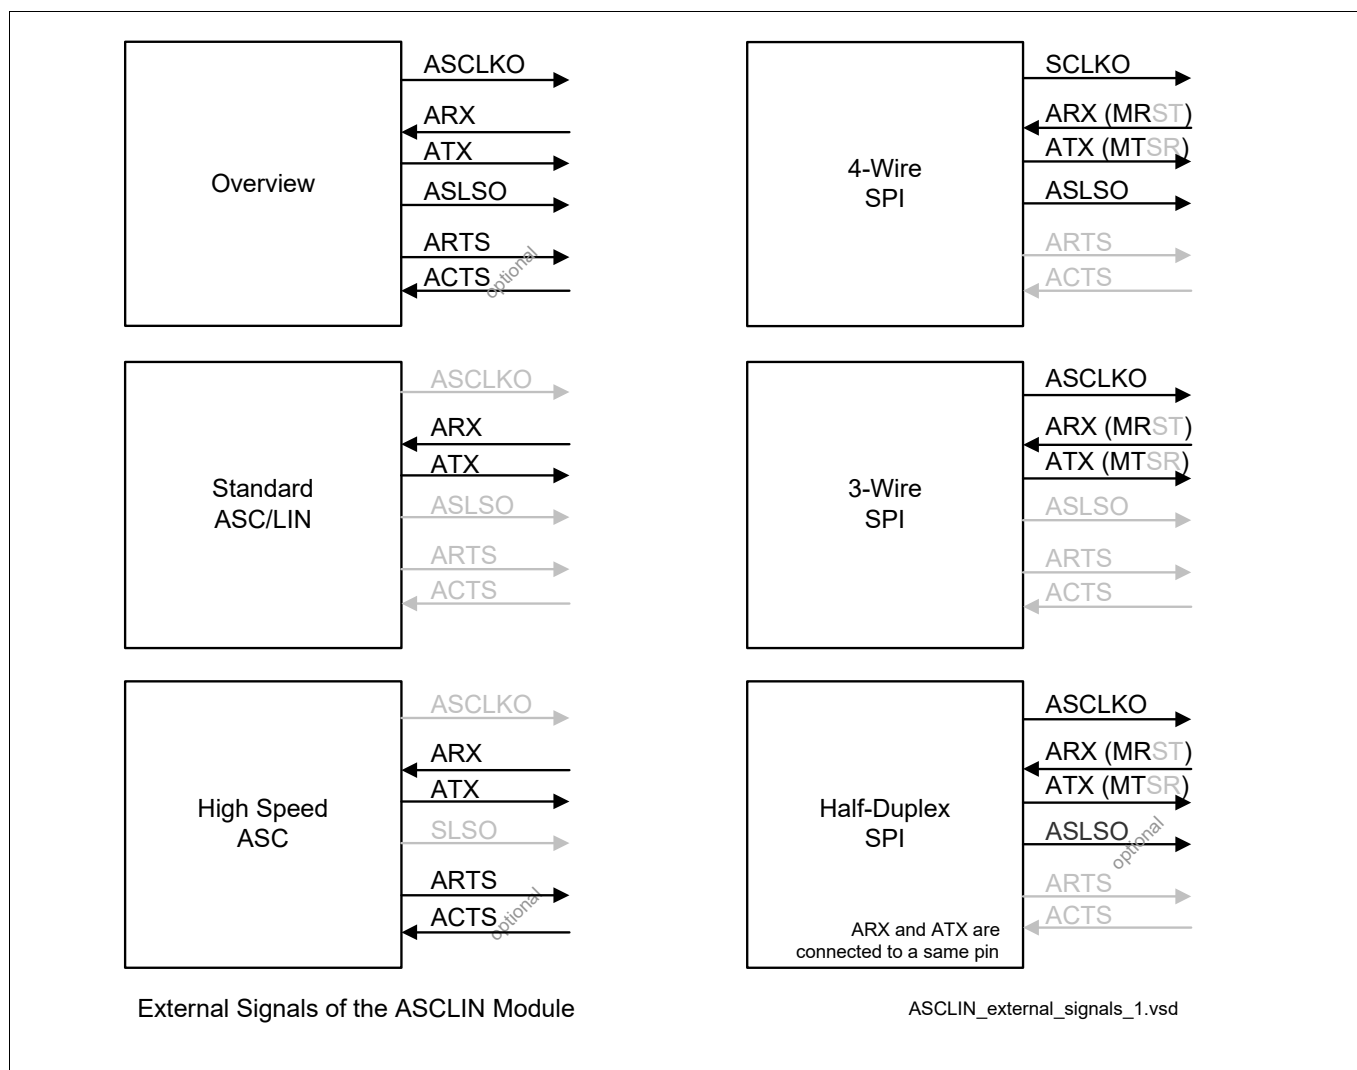 ASCLKO
ARX
ATX
Overview
ASLSO
ARTS
ACTS
optional
SCLKO
ARX (MRST)
ATX (MTSR)
4-Wire
SPI
ASLSO
ARTS
ACTS
ASCLKO
ARX
ATX
Standard
ASC/LIN
ASLSO
ARTS
ACTS
ASCLKO
ARX (MRST)
ATX (MTSR)
3-Wire
SPI
ASLSO
ARTS
ACTS
ASCLKO
ARX
ATX
High Speed
ASC
SLSO
ARTS
ACTS
optional
ASCLKO
ARX (MRST)
ATX (MTSR)
Half-Duplex
SPI
ASLSO
optional
ARTS
ACTS
ARX and ATX are
connected to a same pin
External Signals of the ASCLIN Module
ASCLIN_external_signals_1.vsd